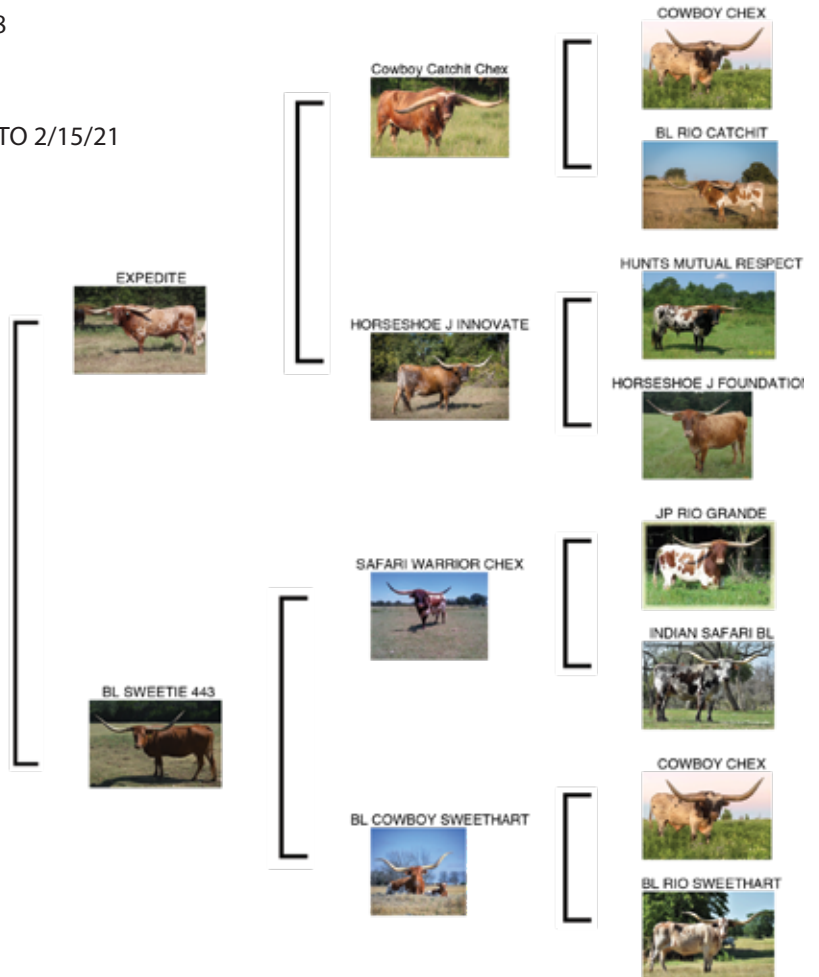 3
TO 2/15/21
COWBOY CHEX
Cowboy Catchit Chex
BL RIO CATCHIT
EXPEDITE
HUNTS MUTUAL RESPECT
HORSESHOE J INNOVATE
HORSESHOE J FOUNDATION
JP RIO GRANDE
SAFARI WARRIOR CHEX
INDIAN SAFARI BL
BL SWEETIE 443
COWBOY CHEX
BL COWBOY SWEETHART
BL RIO SWEETHART